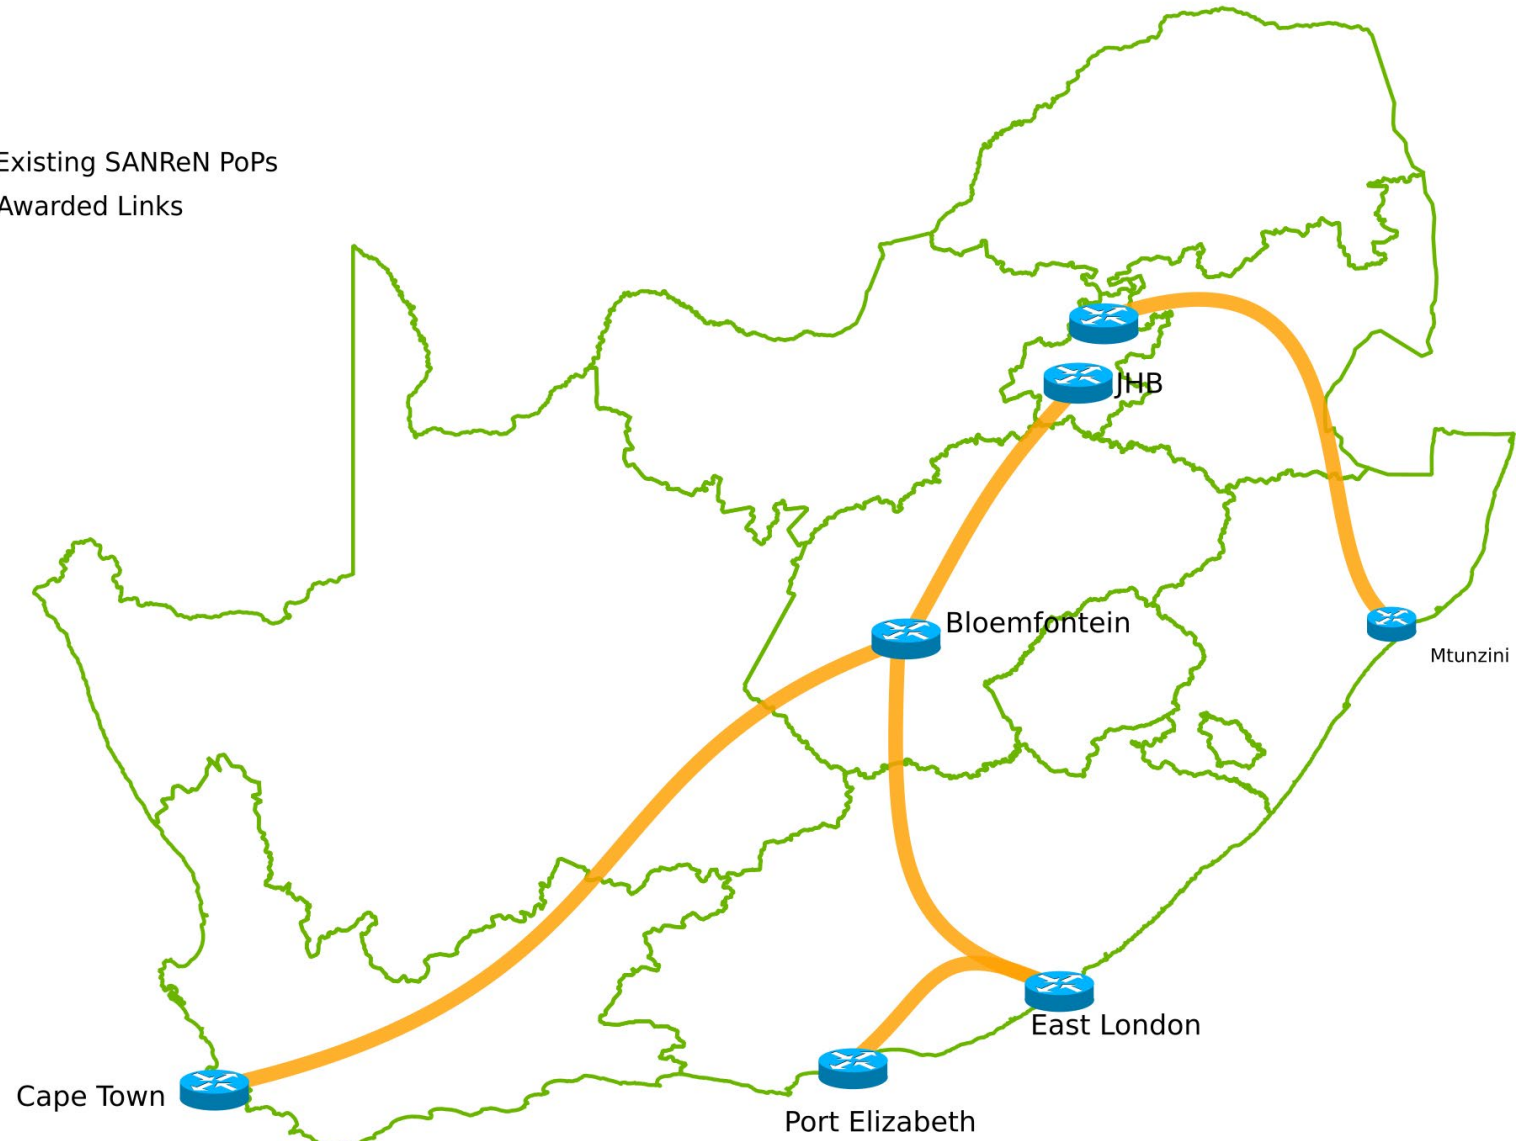 Existing SANReN PoPs
Awarded Links
JHB
Bloemfontein
Mtunzini
East London
Cape Town
Port Elizabeth